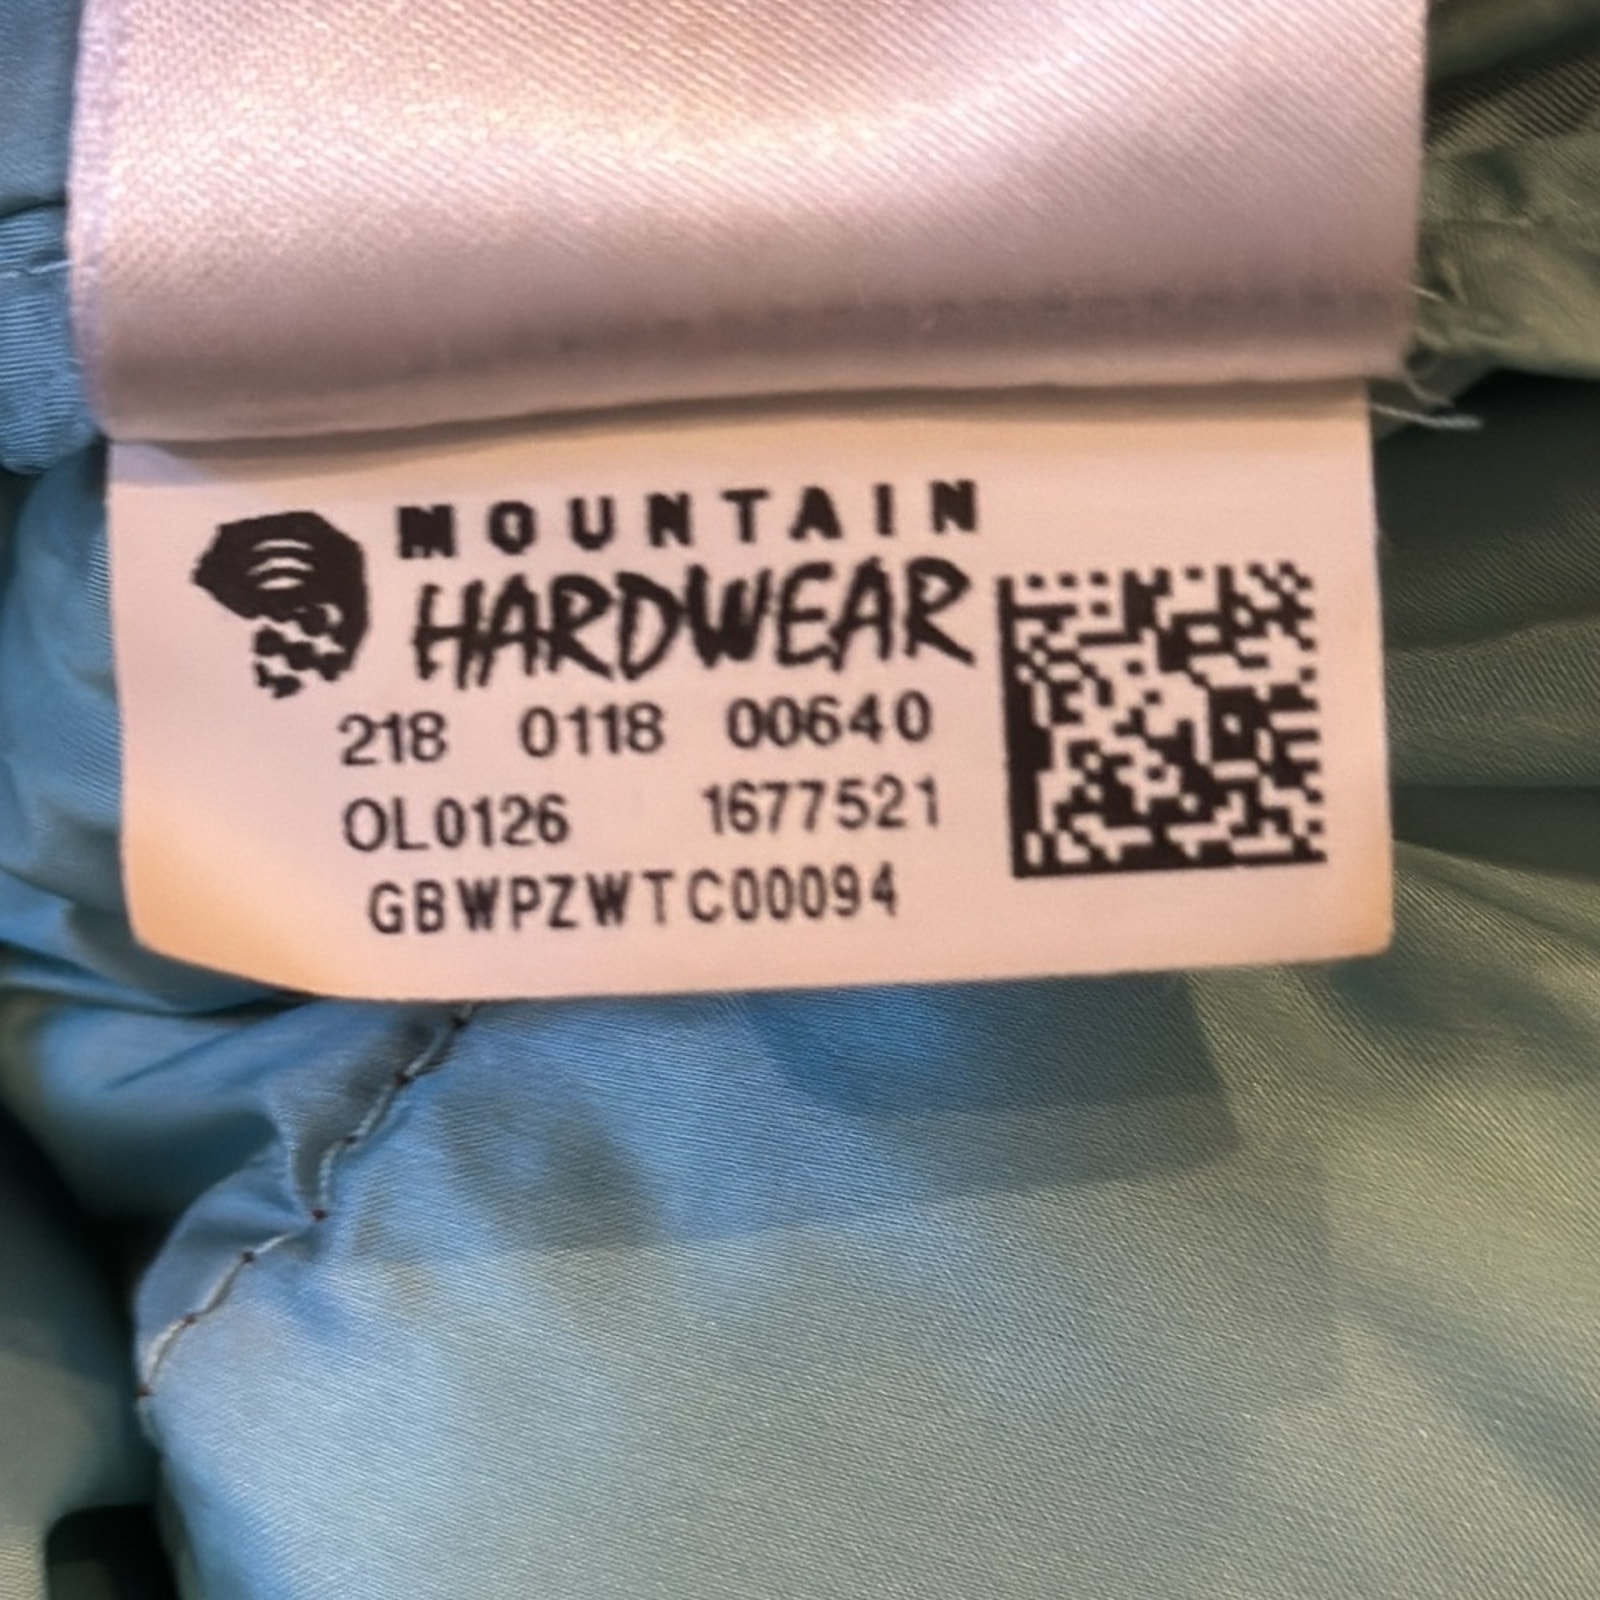 MOUNTAIN
HARDWEAR
218 0118 00640
OL0126 1677521
GBWPZWTC00094